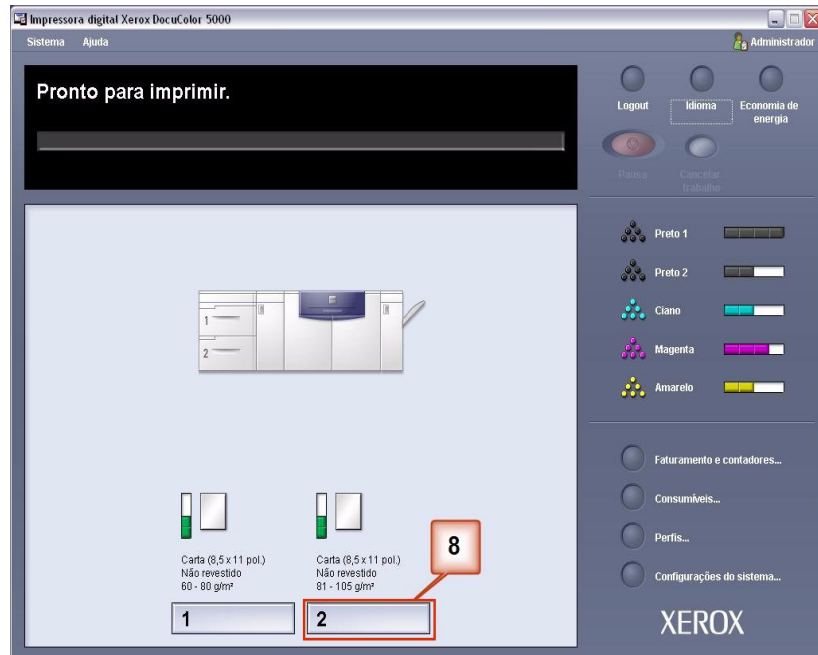 Impressora digital Xerox DocuColor 5000
Sistema Ajuda
Administrador
Pronto para imprimir.
Logout Idioma Economia de
energia
Pausa Cancelar
trabalho
Preto 1
Preto 2
Ciano
Magenta
Amarelo
1
2
Carta (8,5 x 11 pol.)
Não revestido
60 - 80 g/m²
1
Carta (8,5 x 11 pol.)
Não revestido
81 - 105 g/m²
2
8
Faturamento e contadores...
Consumíveis...
Perfis...
Configurações do sistema...
XEROX